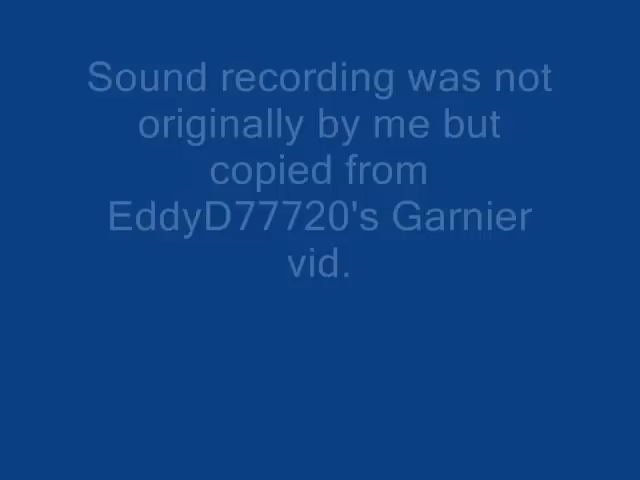 Sound recording was not
originally by me but
copied from
EddyD77720's Garnier
vid.